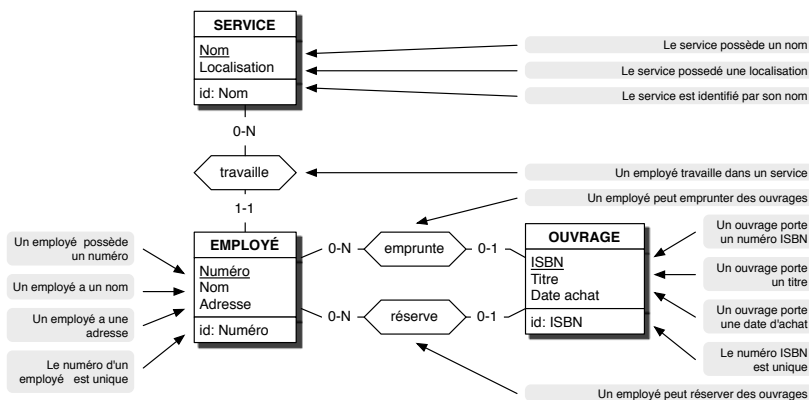 SERVICE
Nom
Localisation
id: Nom
Le service possède un nom
Le service possedé une localisation
Le service est identifié par son nom
0-N
travaille
1-1
Un employé travaille dans un service
Un employé peut emprunter des ouvrages
EMPLOYÉ
Numéro
Nom
Adresse
id: Numéro
Un employé possède
un numéro
Un employé a un nom
Un employé a une
adresse
Le numéro d'un
employé est unique
0-N
emprunte
0-1
0-N
réserve
0-1
OUVRAGE
ISBN
Titre
Date achat
id: ISBN
Un ouvrage porte
un numéro ISBN
Un ouvrage porte
un titre
Un ouvrage porte
une date d'achat
Le numéro ISBN
est unique
Un employé peut réserver des ouvrages